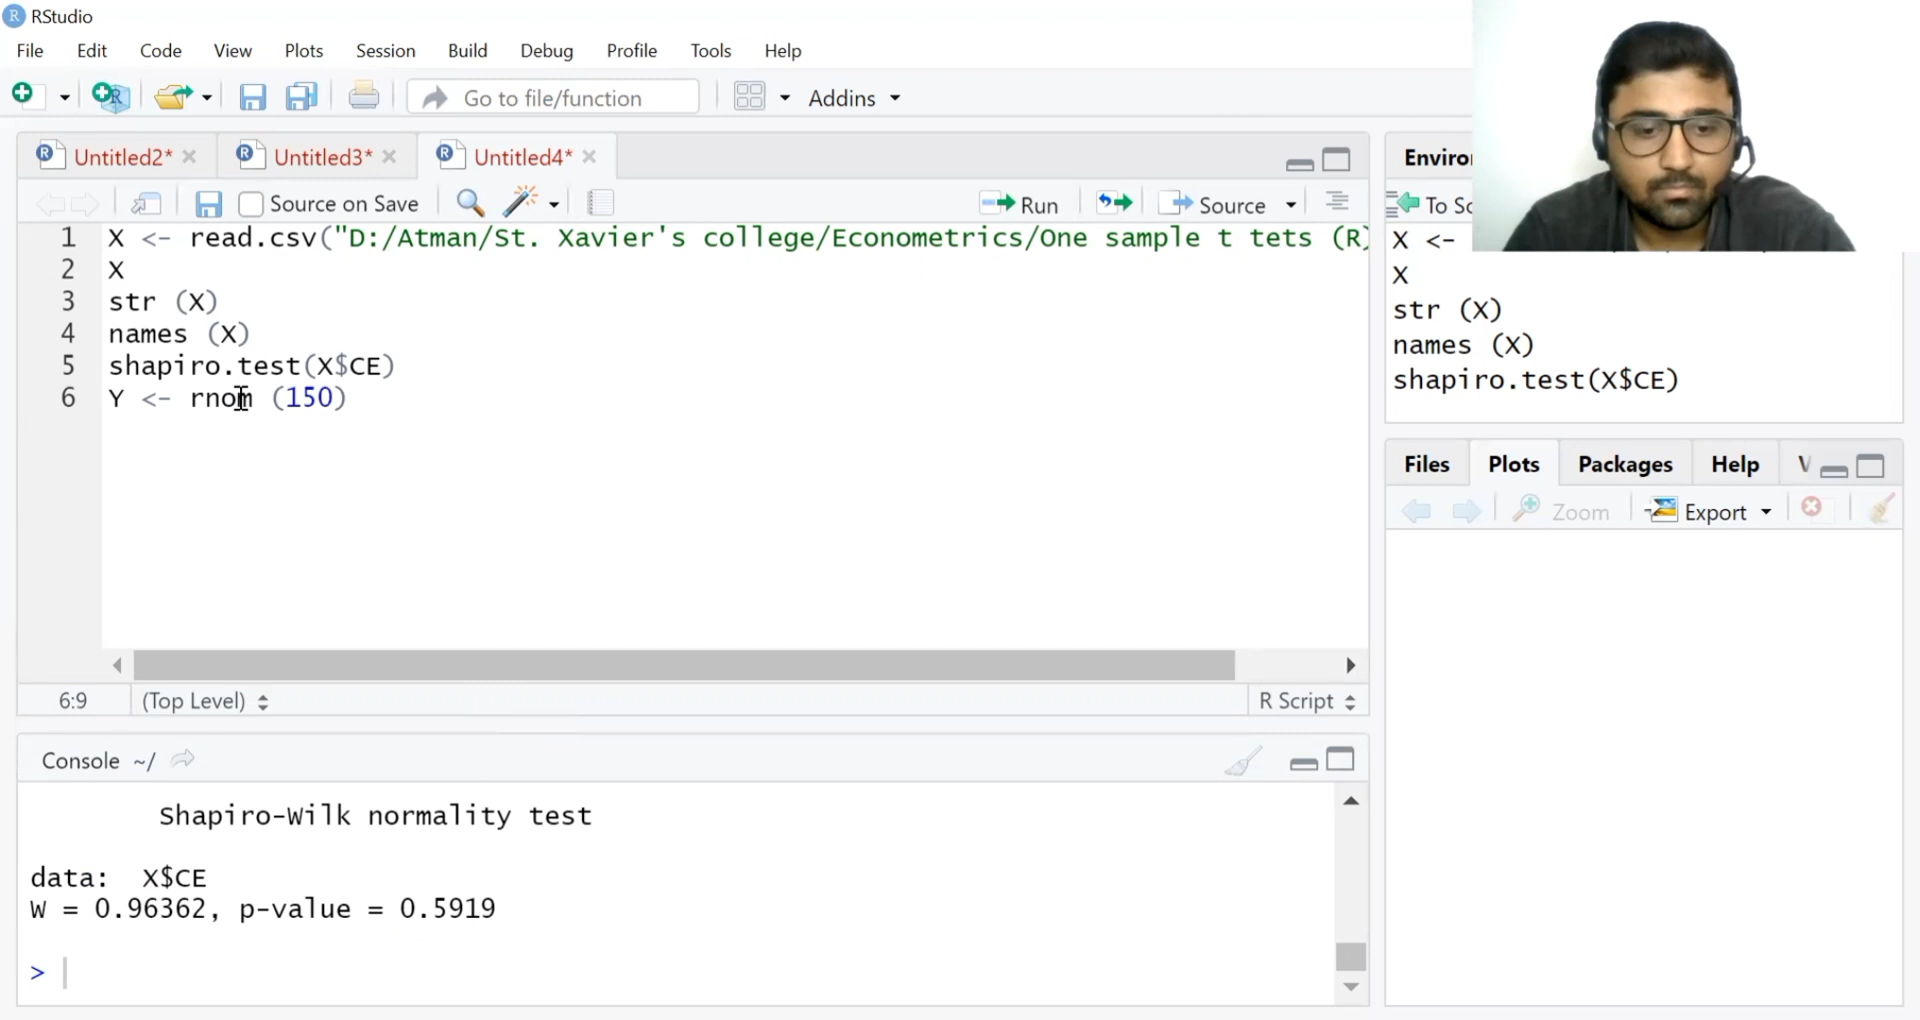 RStudio
File Edit Code View Plots Session Build Debug Profile Tools Help
Go to file/function Addins
Untitled2* Untitled3* Untitled4*
Source on Save Run Source
1 X <- read.csv("D:/Atman/St. Xavier's college/Econometrics/One sample t tets (R)
2 X
3 str (X)
4 names (X)
5 shapiro.test(X$CE)
6 Y <- rnom (150)
6:9 (Top Level) R Script
Console ~/
Shapiro-Wilk normality test
data: X$CE
W = 0.96362, p-value = 0.5919
>
Enviro
To So
X <-
X
str (X)
names (X)
shapiro.test(X$CE)
Files Plots Packages Help V
Zoom Export